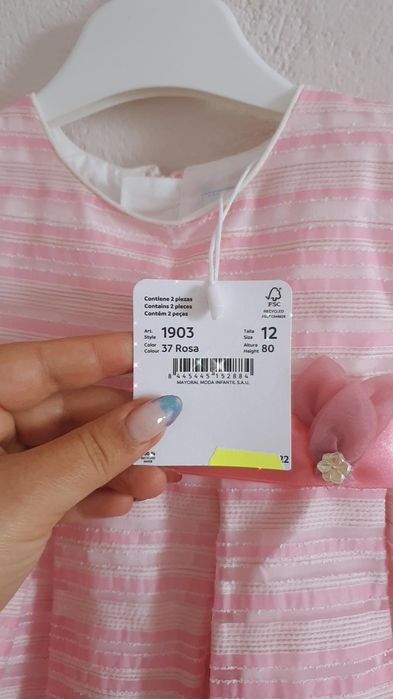 Contiene 2 piezas
Contains 2 pieces
Contém 2 peças
FSC
RECYCLED
Art.
Style 1903
Talla
Size 12
Color
Colour 37 Rosa
Altura
Height 80
8 445445 152884
MAYORAL MODA INFANTIL S.A.U.